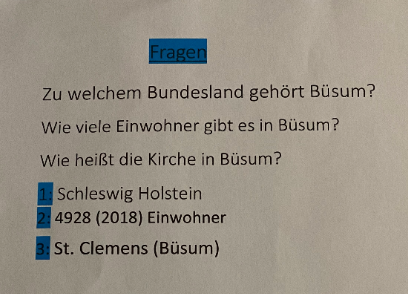 Fragen
Zu welchem Bundesland gehört Büsum?
Wie viele Einwohner gibt es in Büsum?
Wie heißt die Kirche in Büsum?
1: Schleswig Holstein
2: 4928 (2018) Einwohner
3: St. Clemens (Büsum)